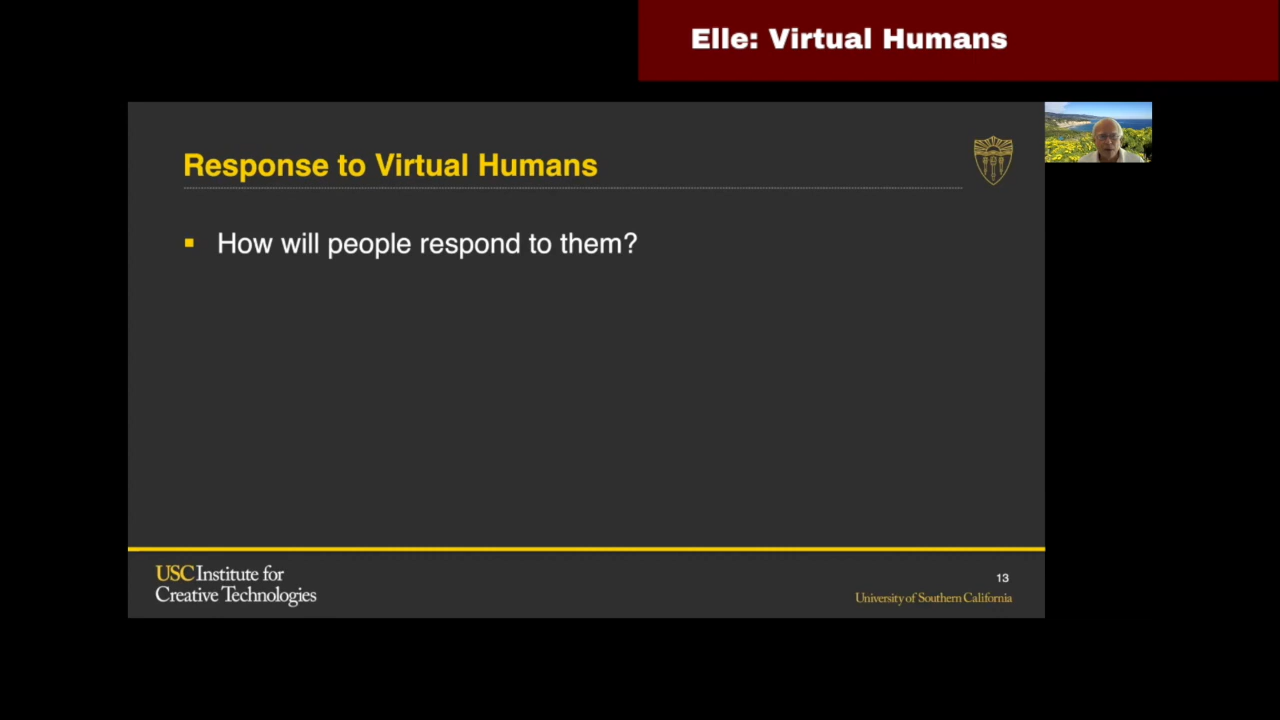 Elle: Virtual Humans
Response to Virtual Humans
How will people respond to them?
USC Institute for
Creative Technologies
13
University of Southern California